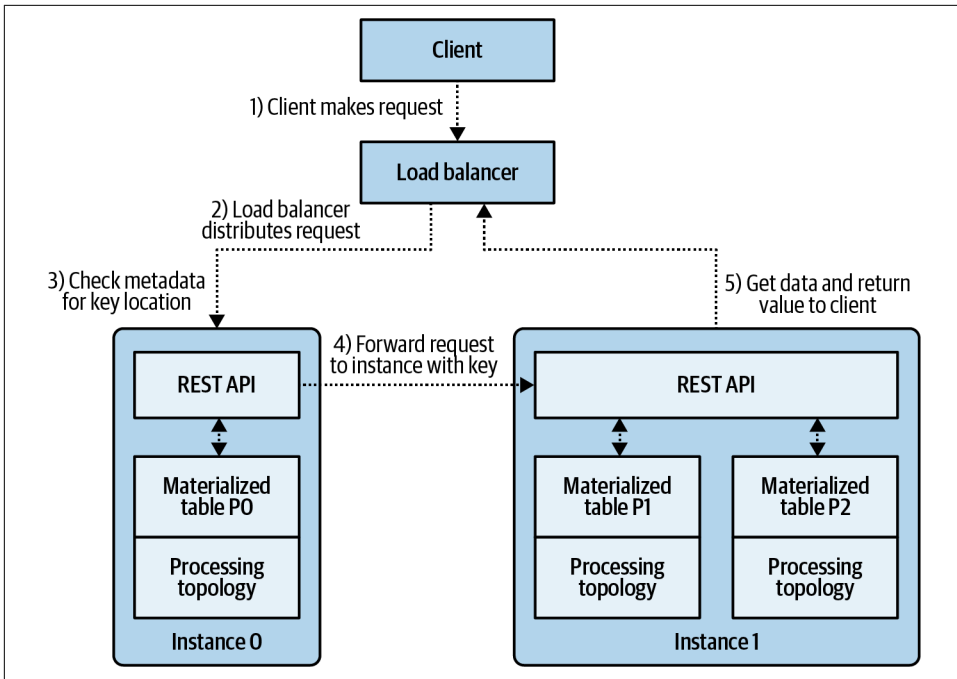 Client
1) Client makes request
Load balancer
2) Load balancer
distributes request
3) Check metadata
for key location
5) Get data and return
value to client
4) Forward request
to instance with key
REST API
REST API
Materialized
table P0
Materialized
table P1
Materialized
table P2
Processing
topology
Processing
topology
Processing
topology
Instance 0
Instance 1